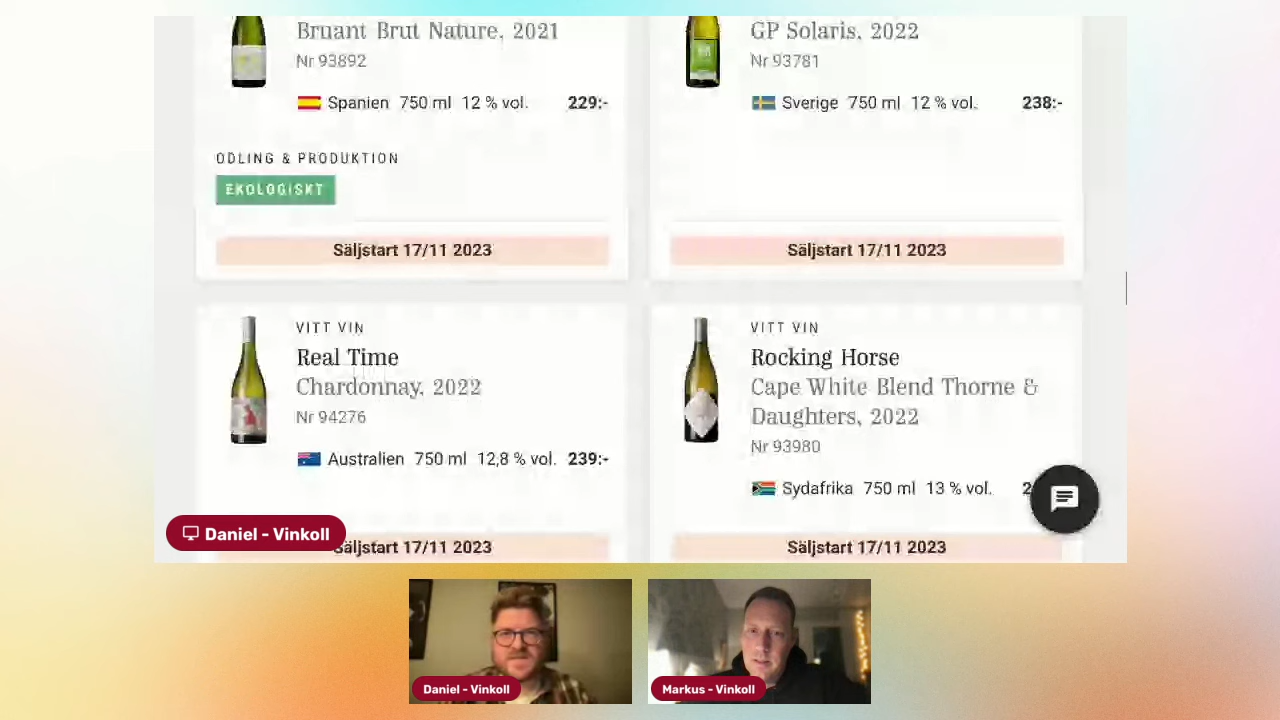 Bruant Brut Nature, 2021
Nr 93892
Spanien 750 ml 12 % vol. 229:-
ODLING & PRODUKTION
EKOLOGISKT
Säljstart 17/11 2023
GP Solaris, 2022
Nr 93781
Sverige 750 ml 12 % vol. 238:-
Säljstart 17/11 2023
VITT VIN
Real Time
Chardonnay, 2022
Nr 94276
Australien 750 ml 12,8 % vol. 239:-
Säljstart 17/11 2023
VITT VIN
Rocking Horse
Cape White Blend Thorne &
Daughters, 2022
Nr 93980
Sydafrika 750 ml 13 % vol.
Säljstart 17/11 2023
Daniel - Vinkoll
Daniel - Vinkoll
Markus - Vinkoll